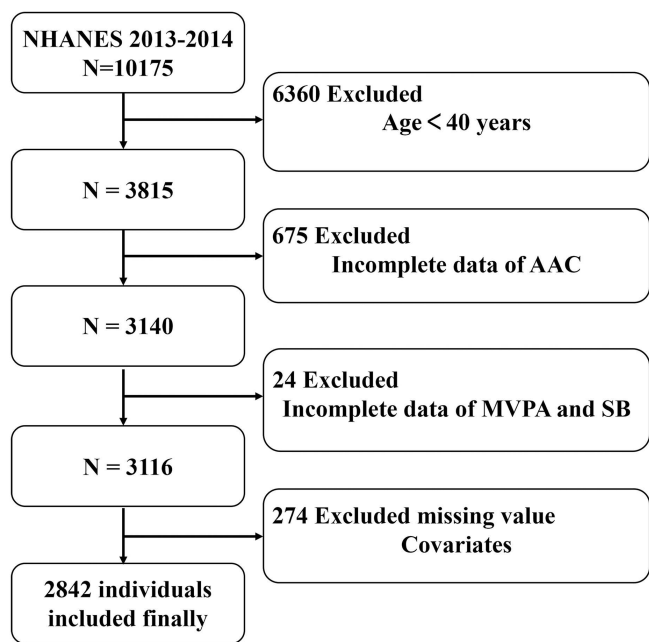 NHANES 2013-2014
N=10175
6360 Excluded
Age < 40 years
N = 3815
675 Excluded
Incomplete data of AAC
N = 3140
24 Excluded
Incomplete data of MVPA and SB
N = 3116
274 Excluded missing value
Covariates
2842 individuals
included finally